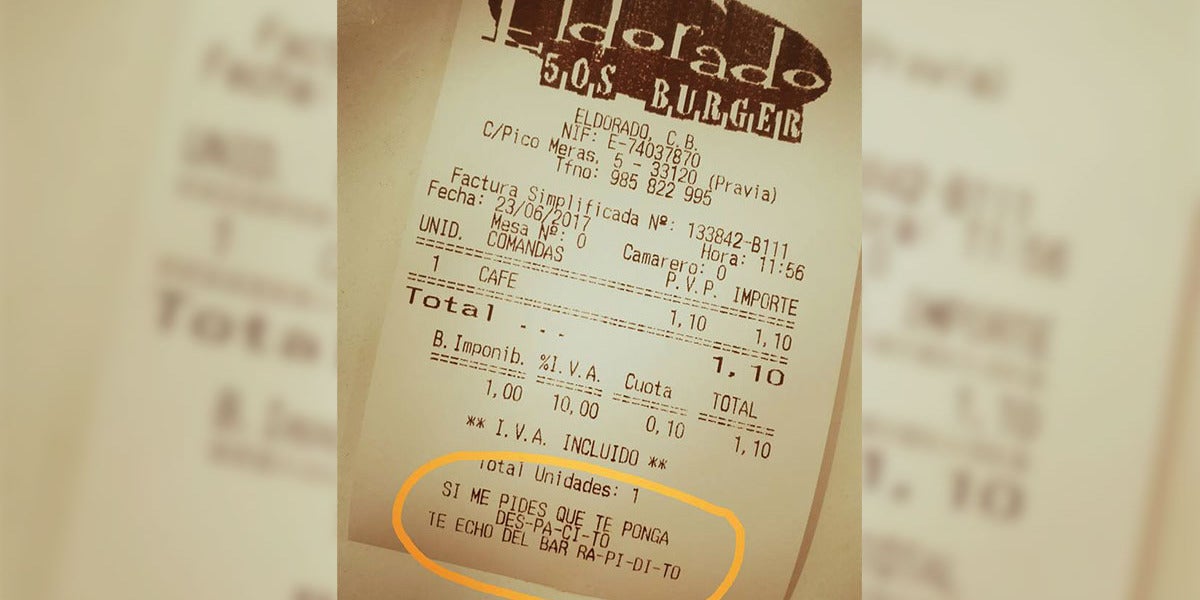 Eldorado
50S BURGER
ELDORADO, C.B.
NIF: E-74037870
C/Pico Meras, 5 - 33120 (Pravia)
Tfno: 985 822 995
Factura Simplificada Nº: 133842-B111
Fecha: 23/06/2017 Hora: 11:56
Mesa Nº: 0 Camarero: 0
UNID. COMANDAS P.V.P. IMPORTE
1 CAFE 1,10 1,10
Total ... 1,10
B.Imponib. %I.V.A. Cuota TOTAL
1,00 10,00 0,10 1,10
** I.V.A. INCLUIDO **
Total Unidades: 1
SI ME PIDES QUE TE PONGA
DES-PA-CI-TO
TE ECHO DEL BAR RA-PI-DI-TO